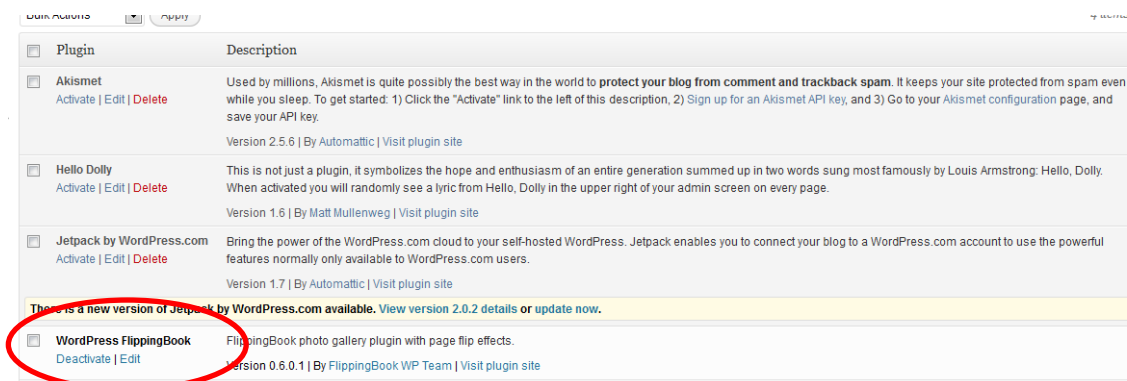 Bulk Actions Apply 4 items
Plugin Description
Akismet Used by millions, Akismet is quite possibly the best way in the world to protect your blog from comment and trackback spam. It keeps your site protected from spam even
Activate | Edit | Delete while you sleep. To get started: 1) Click the "Activate" link to the left of this description, 2) Sign up for an Akismet API key, and 3) Go to your Akismet configuration page, and
save your API key.
Version 2.5.6 | By Automattic | Visit plugin site
Hello Dolly This is not just a plugin, it symbolizes the hope and enthusiasm of an entire generation summed up in two words sung most famously by Louis Armstrong: Hello, Dolly.
Activate | Edit | Delete When activated you will randomly see a lyric from Hello, Dolly in the upper right of your admin screen on every page.
Version 1.6 | By Matt Mullenweg | Visit plugin site
Jetpack by WordPress.com Bring the power of the WordPress.com cloud to your self-hosted WordPress. Jetpack enables you to connect your blog to a WordPress.com account to use the powerful
Activate | Edit | Delete features normally only available to WordPress.com users.
Version 1.7 | By Automattic | Visit plugin site
There is a new version of Jetpack by WordPress.com available. View version 2.0.2 details or update now.
WordPress FlippingBook FlippingBook photo gallery plugin with page flip effects.
Deactivate | Edit Version 0.6.0.1 | By FlippingBook WP Team | Visit plugin site